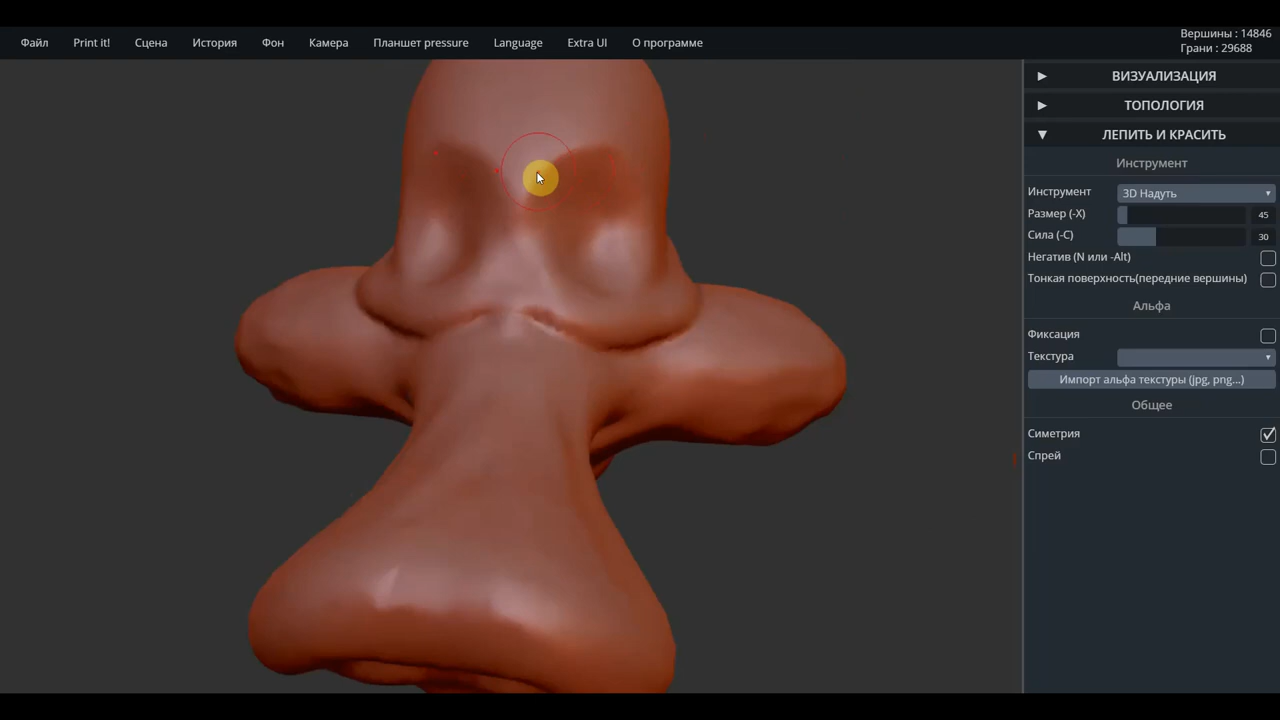 Файл Print it! Сцена История Фон Камера Планшет pressure Language Extra UI О программе
Вершины : 14846
Грани : 29688
ВИЗУАЛИЗАЦИЯ
ТОПОЛОГИЯ
ЛЕПИТЬ И КРАСИТЬ
Инструмент
Инструмент 3D Надуть
Размер (-X) 45
Сила (-C) 30
Негатив (N или -Alt)
Тонкая поверхность(передние вершины)
Альфа
Фиксация
Текстура
Импорт альфа текстуры (jpg, png...)
Общее
Симетрия
Спрей